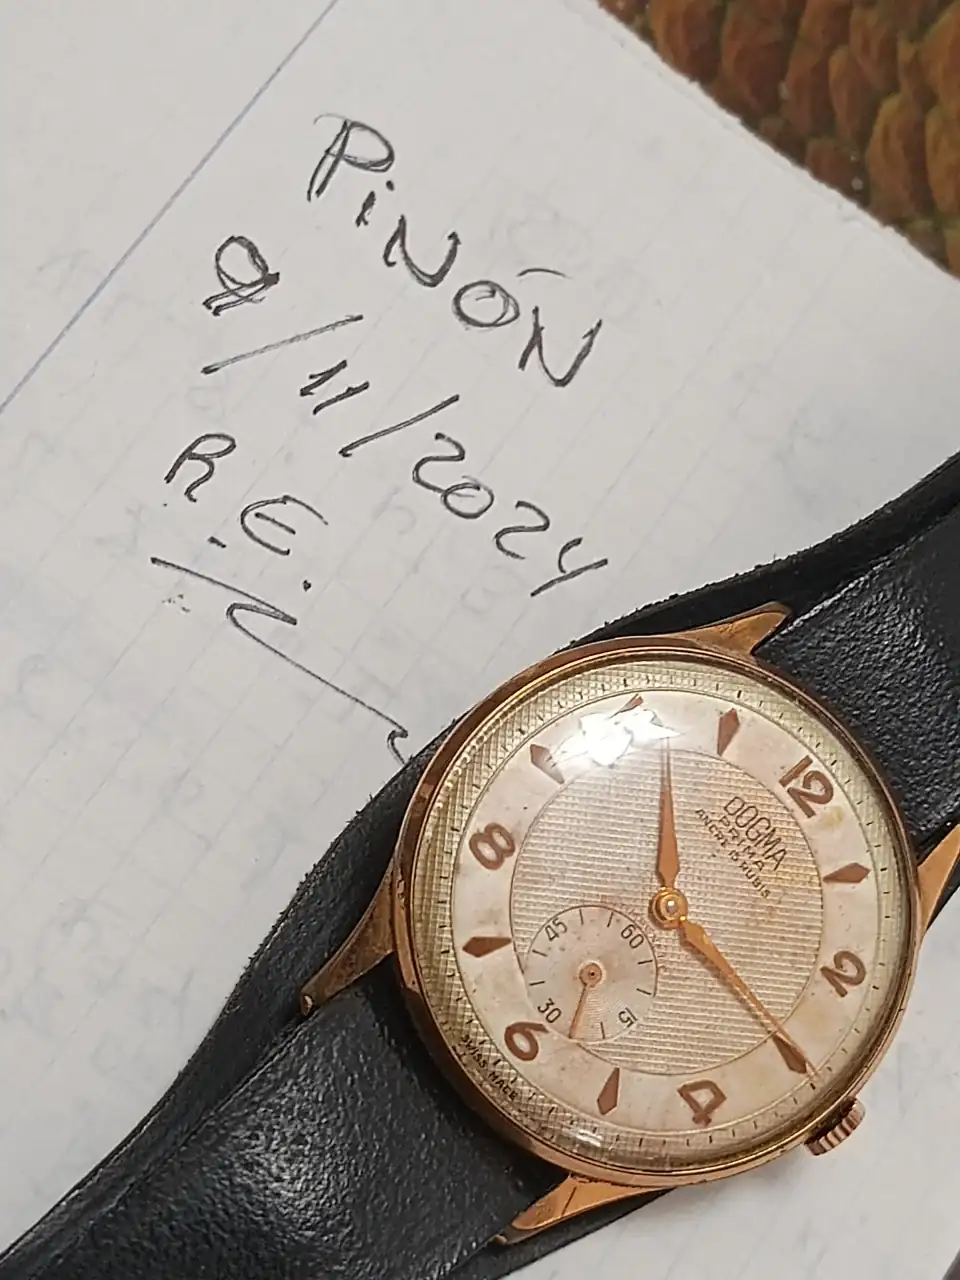 PiNÓN
9/11/2024
R.E.
12
2
4
6
8
DOGMA
PRIMA
ANCRE 15 RUBIS
60
15
30
45
SWISS MADE